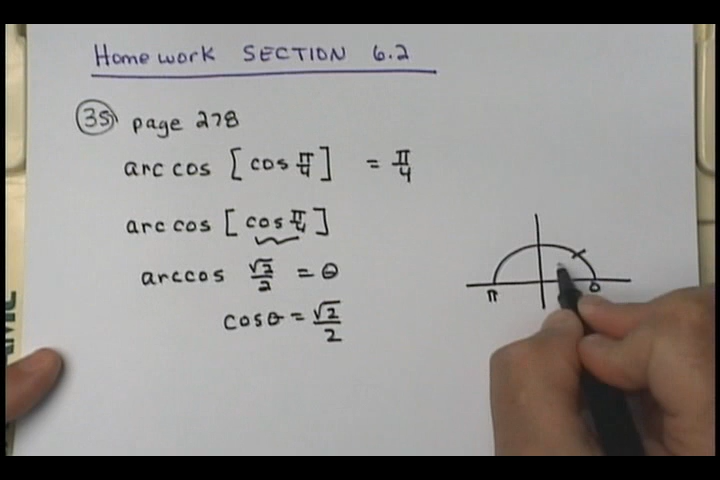 Homework SECTION 6.2
35 page 278
arc cos [cos π/4] = π/4
arc cos [cos π/4]
arccos √2/2 = θ
cosθ = √2/2
π 0